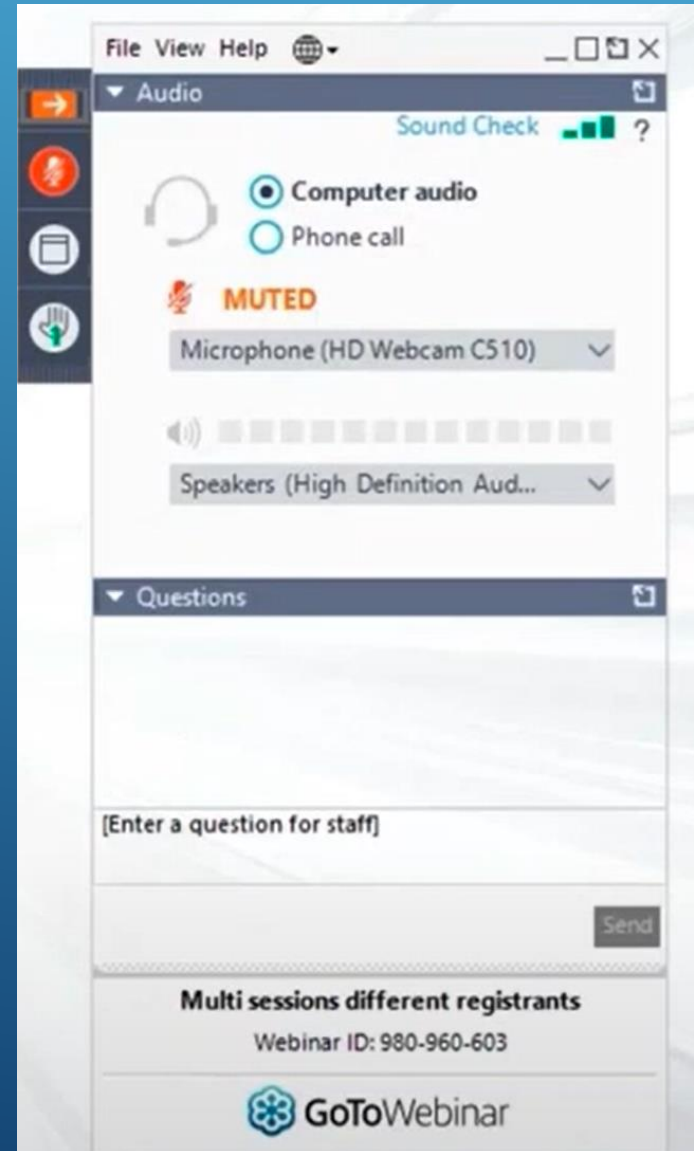 File View Help
Audio
Sound Check ?
Computer audio
Phone call
MUTED
Microphone (HD Webcam C510)
Speakers (High Definition Aud...
Questions
[Enter a question for staff]
Send
Multi sessions different registrants
Webinar ID: 980-960-603
GoToWebinar